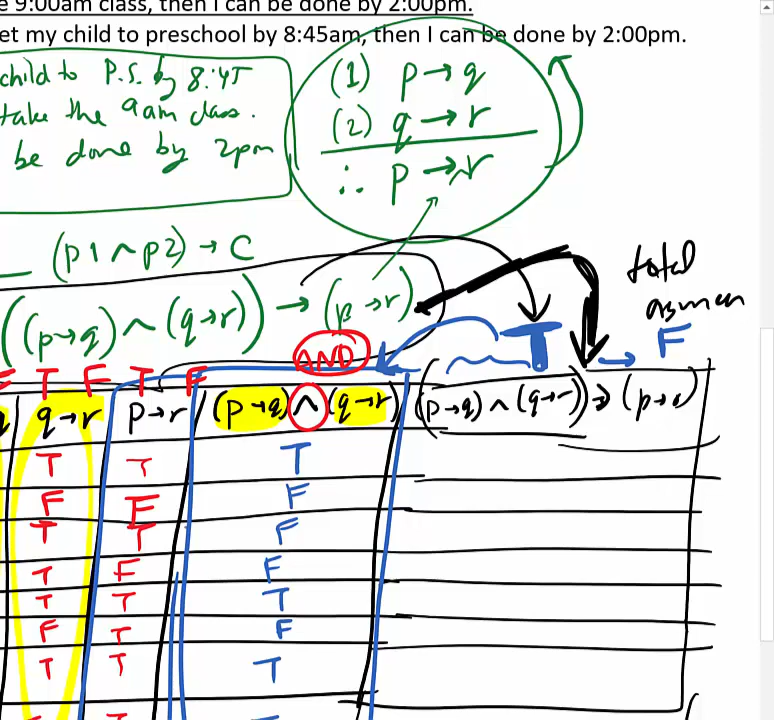 e 9:00am class, then I can be done by 2:00pm.
et my child to preschool by 8:45am, then I can be done by 2:00pm.
child to P.S. by 8:45
take the 9am class.
be done by 2pm
(1) p→q
(2) q→r
∴ p→r
(p1 ∧ p2) → C
((p→q) ∧ (q→r)) → (p→r)
total
AND
T → F
F T F T F
q→r p→r (p→q) ∧ (q→r) ((p→q) ∧ (q→r)) → (p→r)
T T T
F F F
T T F
T F F
T T T
F T F
T T T